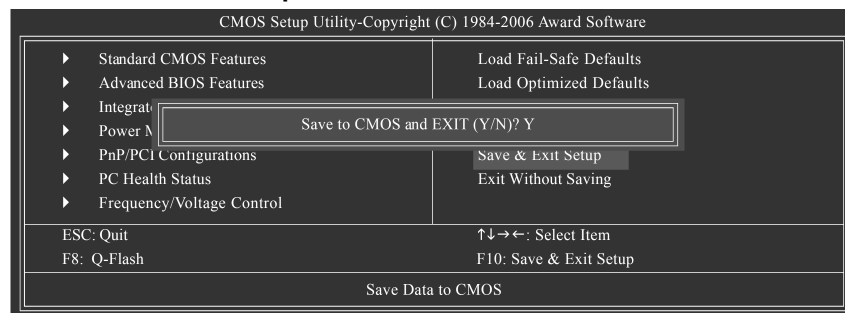 CMOS Setup Utility-Copyright (C) 1984-2006 Award Software
Standard CMOS Features
Advanced BIOS Features
Integrat
Power M
PnP/PCI Configurations
PC Health Status
Frequency/Voltage Control
Load Fail-Safe Defaults
Load Optimized Defaults
Save to CMOS and EXIT (Y/N)? Y
Save & Exit Setup
Exit Without Saving
ESC: Quit
↑↓→←: Select Item
F8: Q-Flash
F10: Save & Exit Setup
Save Data to CMOS